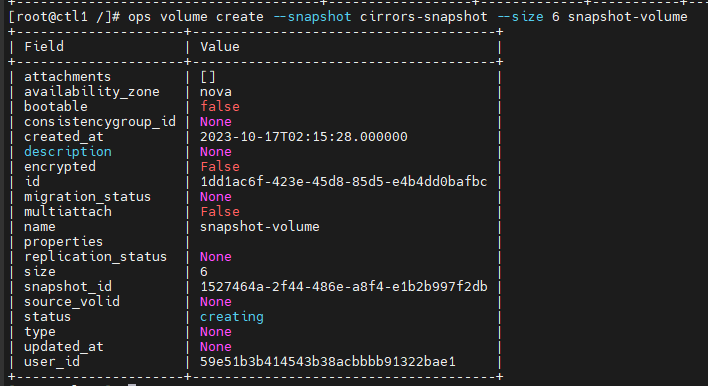 [root@ctl1 /]# ops volume create --snapshot cirrors-snapshot --size 6 snapshot-volume
+---------------------+--------------------------------------+
| Field | Value |
+---------------------+--------------------------------------+
| attachments | [] |
| availability_zone | nova |
| bootable | false |
| consistencygroup_id | None |
| created_at | 2023-10-17T02:15:28.000000 |
| description | None |
| encrypted | False |
| id | 1dd1ac6f-423e-45d8-85d5-e4b4dd0bafbc |
| migration_status | None |
| multiattach | False |
| name | snapshot-volume |
| properties | |
| replication_status | None |
| size | 6 |
| snapshot_id | 1527464a-2f44-486e-a8f4-e1b2b997f2db |
| source_volid | None |
| status | creating |
| type | None |
| updated_at | None |
| user_id | 59e51b3b414543b38acbbbb91322bae1 |
+---------------------+--------------------------------------+